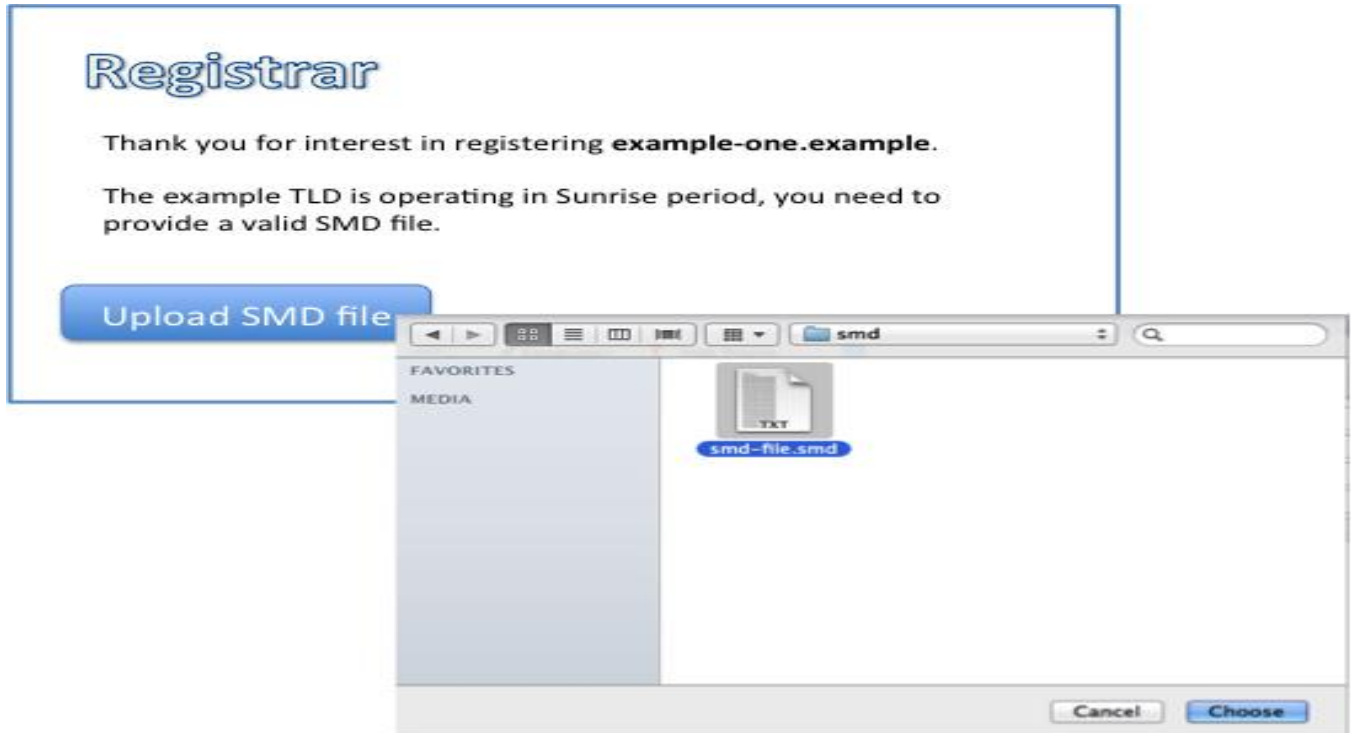 Registrar
Thank you for interest in registering example-one.example.
The example TLD is operating in Sunrise period, you need to
provide a valid SMD file.
Upload SMD file
smd
FAVORITES
MEDIA
TXT
smd-file.smd
Cancel
Choose